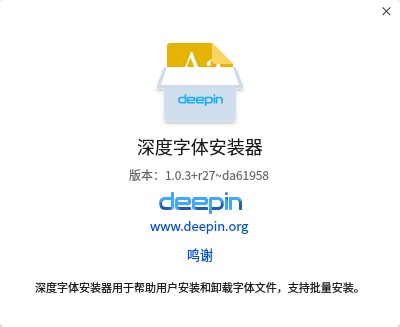 deepin
深度字体安装器
版本：1.0.3+r27~da61958
deepin
www.deepin.org
鸣谢
深度字体安装器用于帮助用户安装和卸载字体文件，支持批量安装。